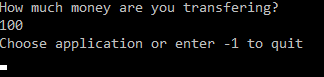 How much money are you transfering?
100
Choose application or enter -1 to quit